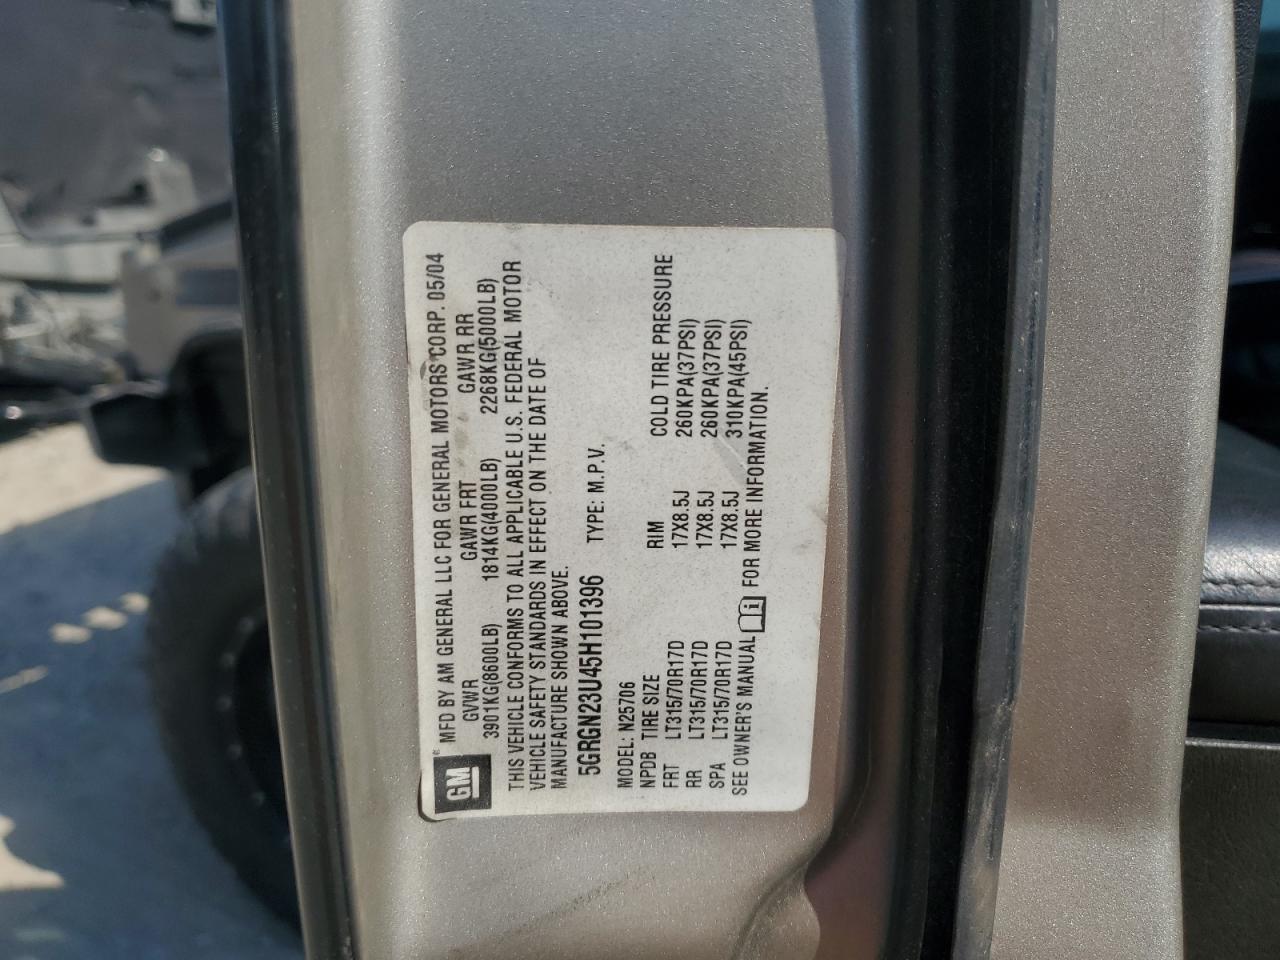 GM
MFD BY AM GENERAL LLC FOR GENERAL MOTORS CORP. 05/04
GVWR GAWR FRT GAWR RR
3901KG(8600LB) 1814KG(4000LB) 2268KG(5000LB)
THIS VEHICLE CONFORMS TO ALL APPLICABLE U.S. FEDERAL MOTOR
VEHICLE SAFETY STANDARDS IN EFFECT ON THE DATE OF
MANUFACTURE SHOWN ABOVE.
5GRGN23U45H101396 TYPE: M.P.V.
MODEL: N25706
NPDB TIRE SIZE RIM COLD TIRE PRESSURE
FRT LT315/70R17D 17X8.5J 260KPA(37PSI)
RR LT315/70R17D 17X8.5J 260KPA(37PSI)
SPA LT315/70R17D 17X8.5J 310KPA(45PSI)
SEE OWNER'S MANUAL i FOR MORE INFORMATION.